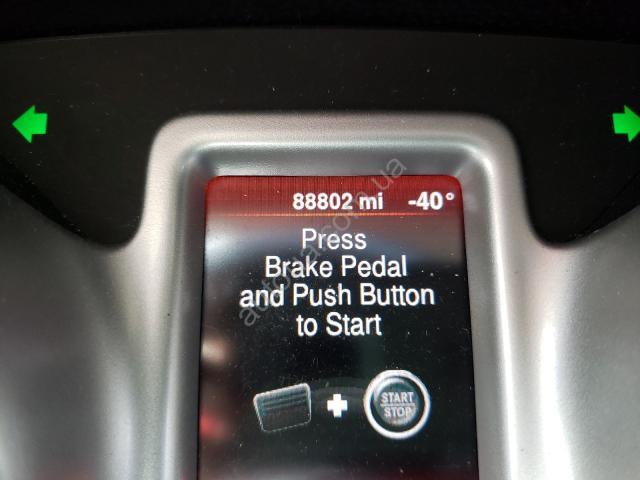 88802 mi -40°
Press
Brake Pedal
and Push Button
to Start
START
STOP